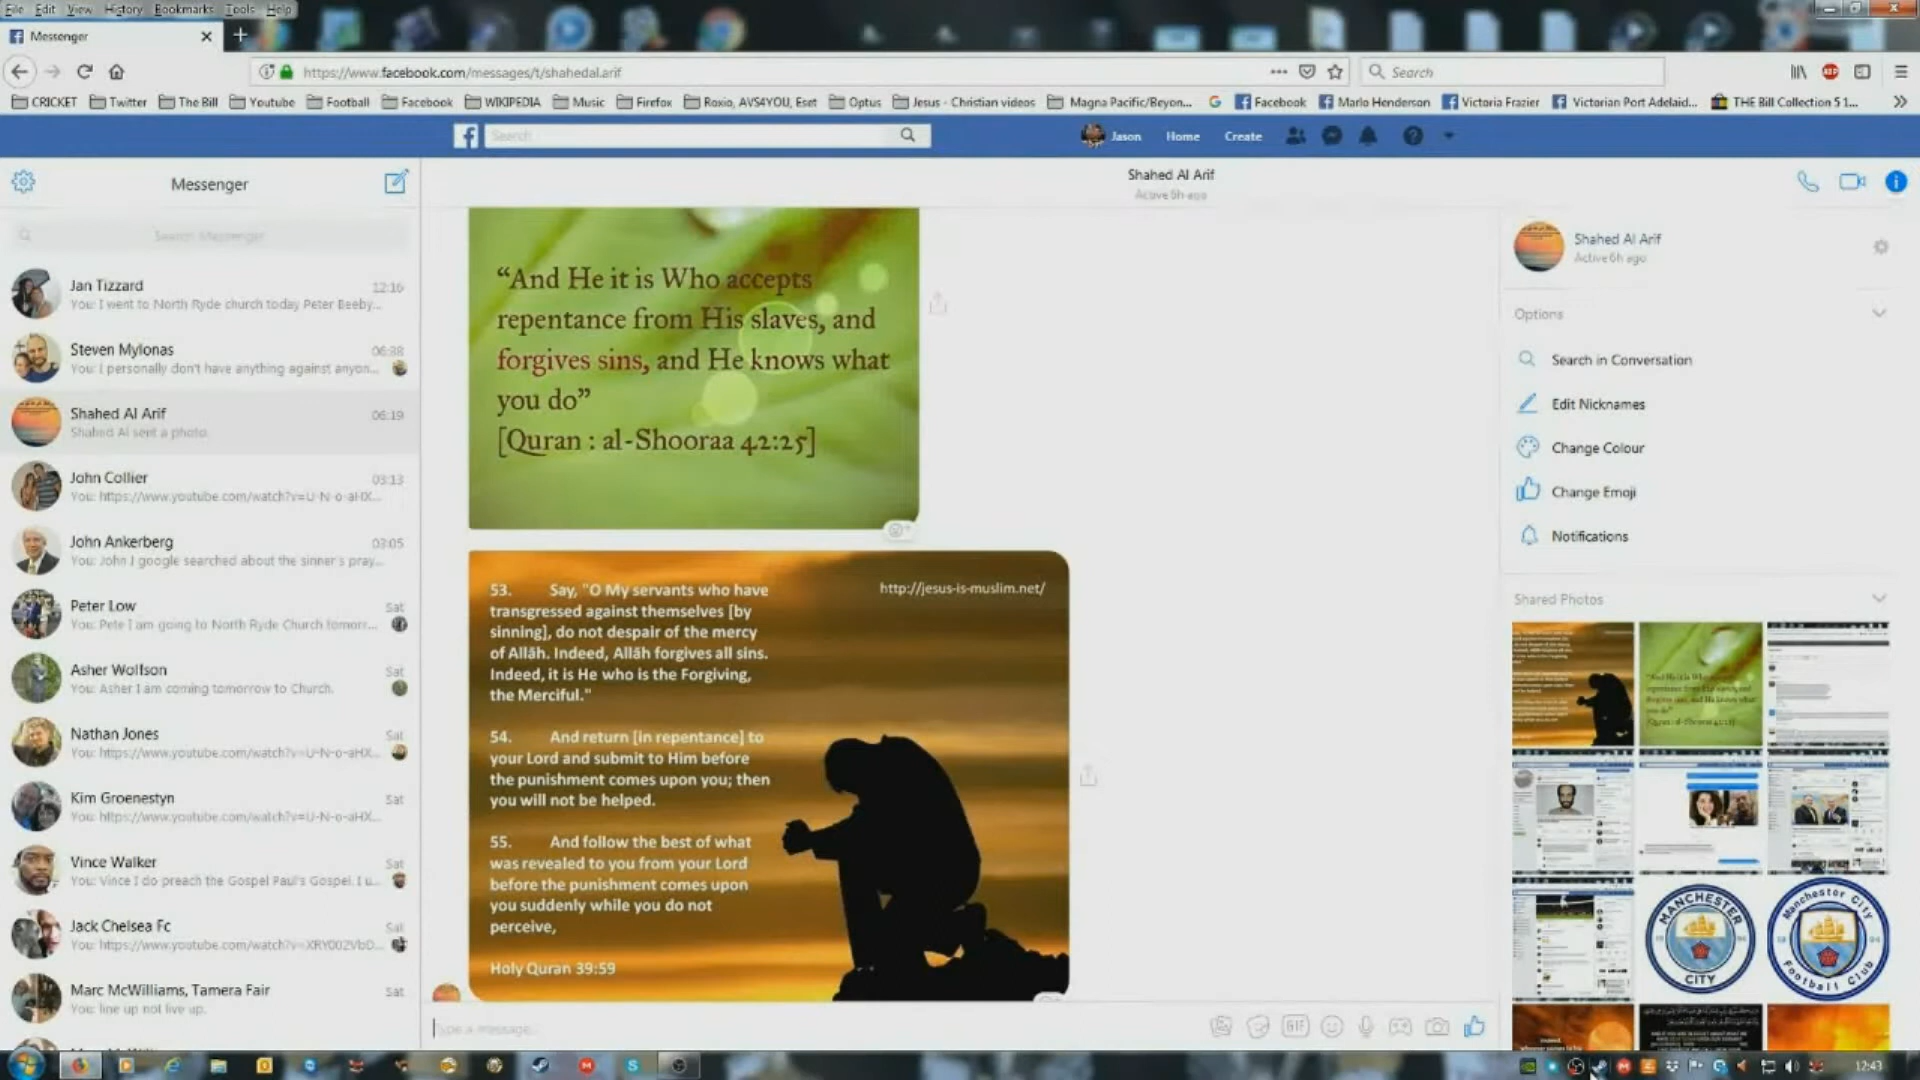 File Edit View History Bookmarks Tools Help
Messenger
https://www.facebook.com/messages/t/shahedal.arif
Search
CRICKET Twitter The Bill Youtube Football Facebook WIKIPEDIA Music Firefox Roxio, AVS4YOU, Eset Optus Jesus - Christian videos Magna Pacific/Beyon... Facebook Marlo Henderson Victoria Frazier Victorian Port Adelaid... THE Bill Collection 5 1...
Search
Jason Home Create
Messenger
Search Messenger
Jan Tizzard 12:16
You: I went to North Ryde church today Peter Beeby...
Steven Mylonas 06:38
You: I personally don't have anything against anyon...
Shahed Al Arif 06:19
Shahed Al sent a photo.
John Collier 03:13
You: https://www.youtube.com/watch?v=U-N-o-aHX...
John Ankerberg 03:05
You: John I google searched about the sinner's pray...
Peter Low Sat
You: Pete I am going to North Ryde Church tomorr...
Asher Wolfson Sat
You: Asher I am coming tomorrow to Church.
Nathan Jones Sat
You: https://www.youtube.com/watch?v=U-N-o-aHX...
Kim Groenestyn Sat
You: https://www.youtube.com/watch?v=U-N-o-aHX...
Vince Walker Sat
You: Vince I do preach the Gospel Paul's Gospel. I u...
Jack Chelsea Fc Sat
You: https://www.youtube.com/watch?v=XRY002VbD...
Marc McWilliams, Tamera Fair Sat
You: line up not live up.
Shahed Al Arif
Active 6h ago
“And He it is Who accepts
repentance from His slaves, and
forgives sins, and He knows what
you do”
[Quran : al-Shooraa 42:25]
http://jesus-is-muslim.net/
53. Say, "O My servants who have
transgressed against themselves [by
sinning], do not despair of the mercy
of Allāh. Indeed, Allāh forgives all sins.
Indeed, it is He who is the Forgiving,
the Merciful."
54. And return [in repentance] to
your Lord and submit to Him before
the punishment comes upon you; then
you will not be helped.
55. And follow the best of what
was revealed to you from your Lord
before the punishment comes upon
you suddenly while you do not
perceive,
Holy Quran 39:59
Type a message...
GIF
Shahed Al Arif
Active 6h ago
Options
Search in Conversation
Edit Nicknames
Change Colour
Change Emoji
Notifications
Shared Photos
MANCHESTER
CITY
Manchester City
Football Club
12:43